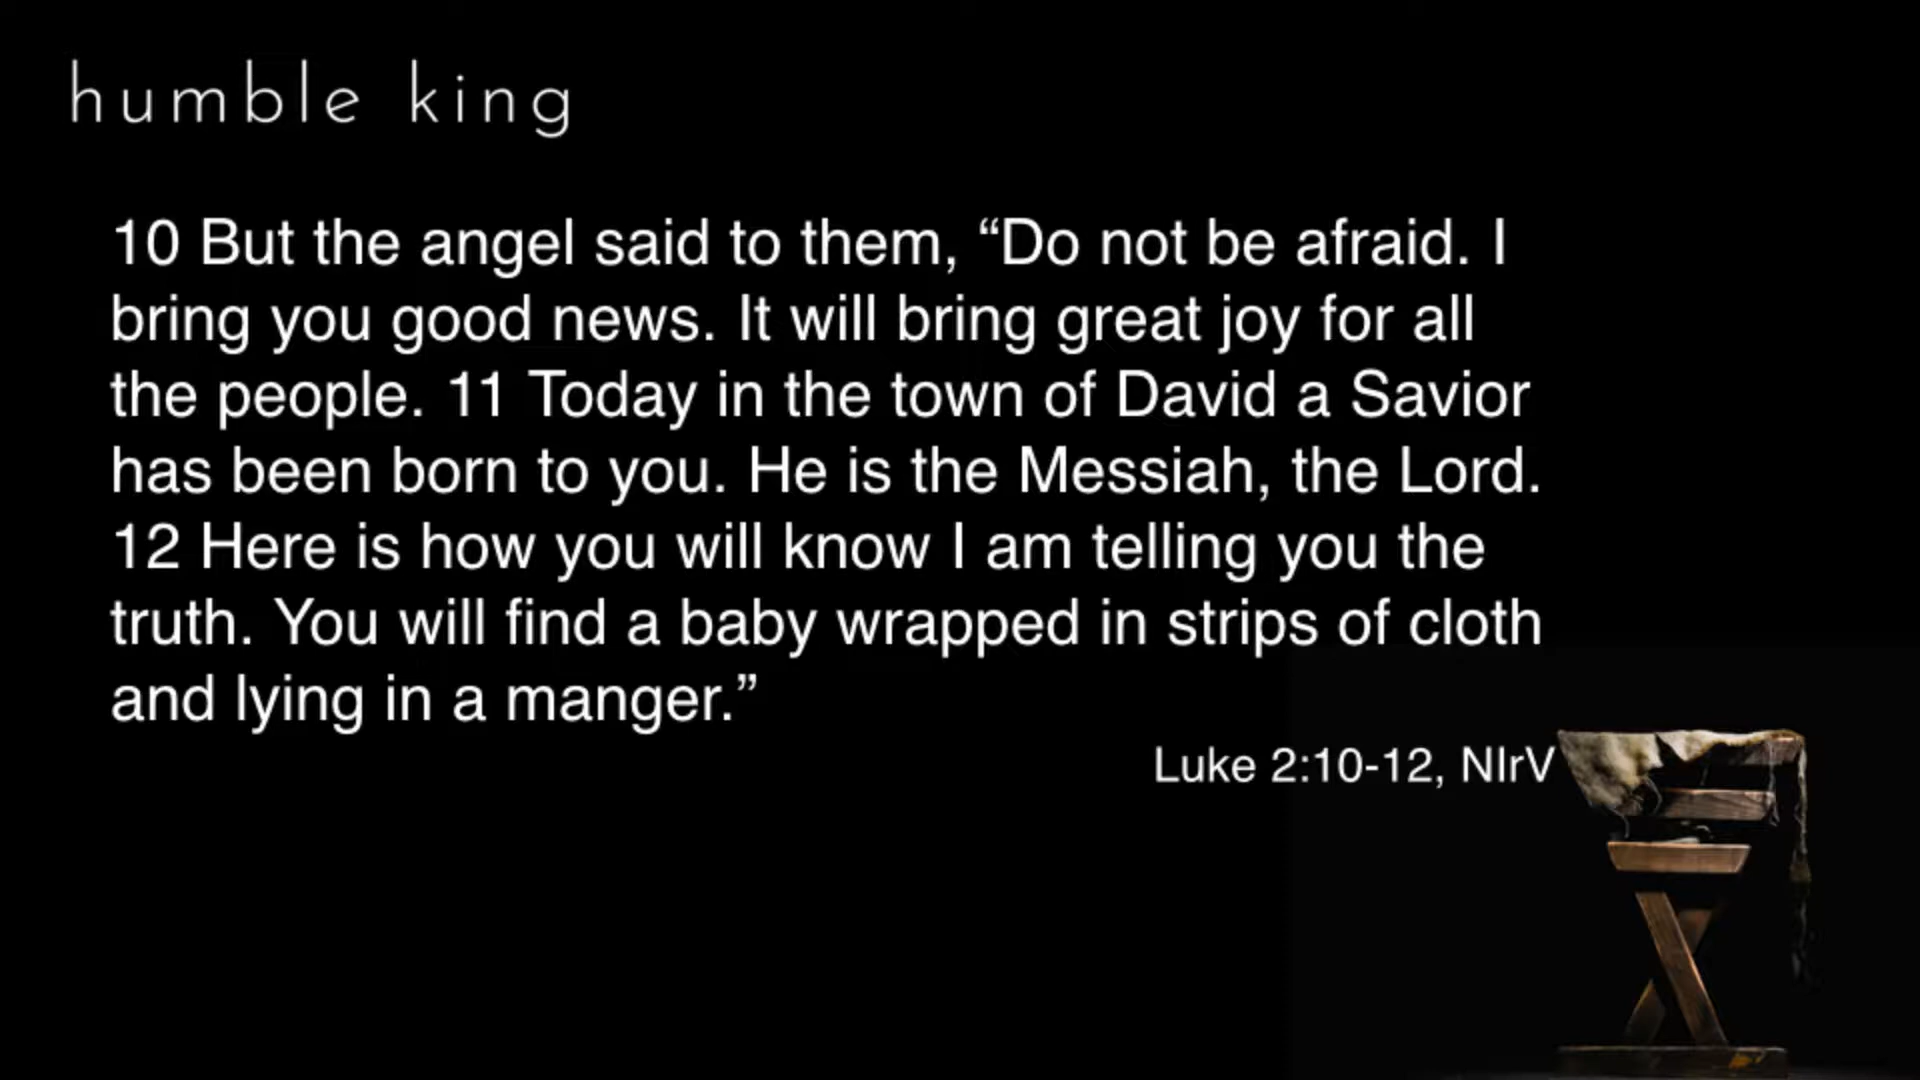 humble king
10 But the angel said to them, “Do not be afraid. I
bring you good news. It will bring great joy for all
the people. 11 Today in the town of David a Savior
has been born to you. He is the Messiah, the Lord.
12 Here is how you will know I am telling you the
truth. You will find a baby wrapped in strips of cloth
and lying in a manger.”
Luke 2:10-12, NIrV